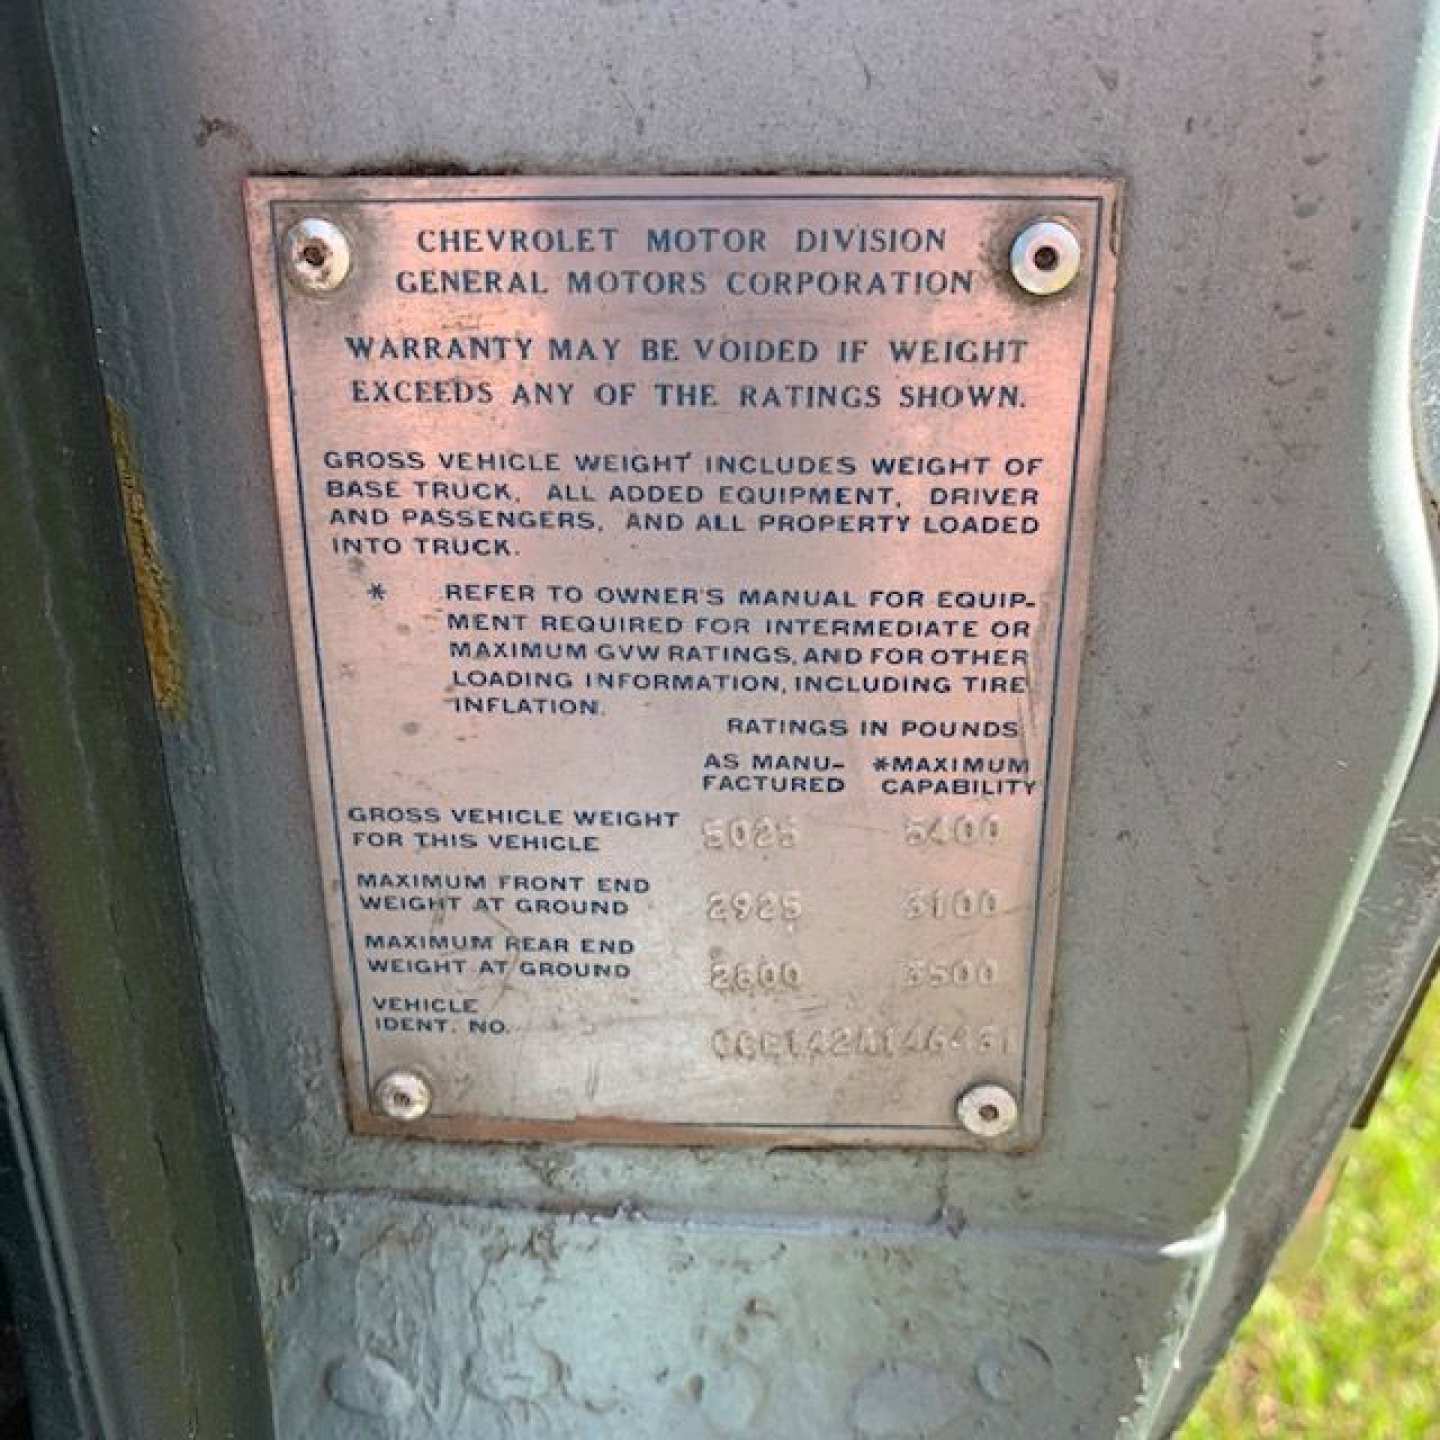 CHEVROLET MOTOR DIVISION
GENERAL MOTORS CORPORATION
WARRANTY MAY BE VOIDED IF WEIGHT
EXCEEDS ANY OF THE RATINGS SHOWN.
GROSS VEHICLE WEIGHT INCLUDES WEIGHT OF
BASE TRUCK, ALL ADDED EQUIPMENT, DRIVER
AND PASSENGERS, AND ALL PROPERTY LOADED
INTO TRUCK.
* REFER TO OWNER'S MANUAL FOR EQUIP-
MENT REQUIRED FOR INTERMEDIATE OR
MAXIMUM GVW RATINGS, AND FOR OTHER
LOADING INFORMATION, INCLUDING TIRE
INFLATION.
RATINGS IN POUNDS
AS MANU- *MAXIMUM
FACTURED CAPABILITY
GROSS VEHICLE WEIGHT
FOR THIS VEHICLE 5025 5400
MAXIMUM FRONT END
WEIGHT AT GROUND 2925 3100
MAXIMUM REAR END
WEIGHT AT GROUND 2800 3500
VEHICLE
IDENT. NO.